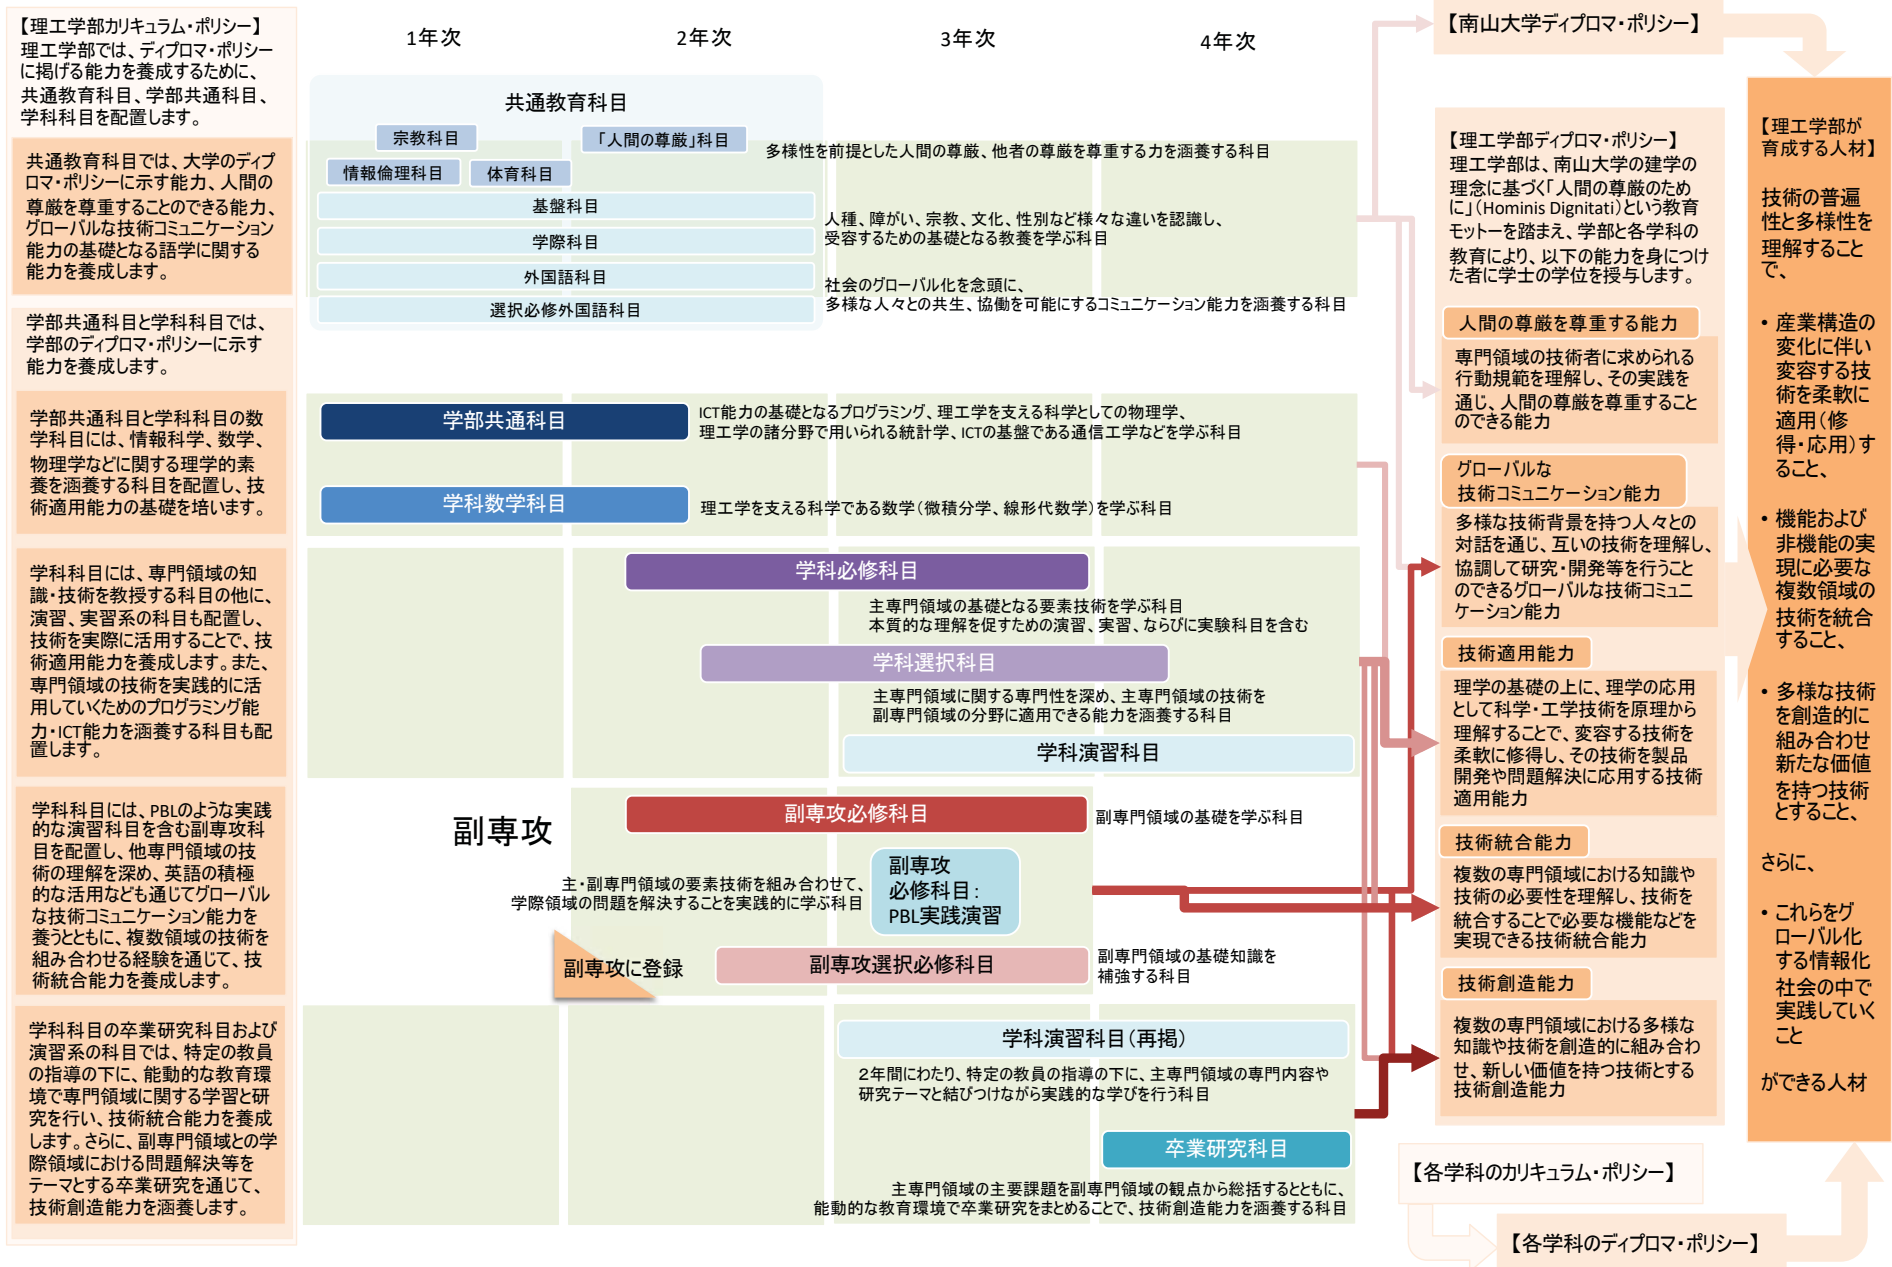 【理工学部カリキュラム・ポリシー】
理工学部では、ディプロマ・ポリシー
に掲げる能力を養成するために、
共通教育科目、学部共通科目、
学科科目を配置します。
共通教育科目では、大学のディプ
ロマ・ポリシーに示す能力、人間の
尊厳を尊重することのできる能力、
グローバルな技術コミュニケーション
能力の基礎となる語学に関する
能力を養成します。
学部共通科目と学科科目では、
学部のディプロマ・ポリシーに示す
能力を養成します。
学部共通科目と学科科目の数
学科目には、情報科学、数学、
物理学などに関する理学的素
養を涵養する科目を配置し、技
術適用能力の基礎を培います。
学科科目には、専門領域の知
識・技術を教授する科目の他に、
演習、実習系の科目も配置し、
技術を実際に活用することで、技
術適用能力を養成します。また、
専門領域の技術を実践的に活
用していくためのプログラミング能
力・ICT能力を涵養する科目も配
置します。
学科科目には、PBLのような実践
的な演習科目を含む副専攻科
目を配置し、他専門領域の技
術の理解を深め、英語の積極
的な活用なども通じてグローバル
な技術コミュニケーション能力を
養うとともに、複数領域の技術を
組み合わせる経験を通じて、技
術統合能力を養成します。
学科科目の卒業研究科目および
演習系の科目では、特定の教員
の指導の下に、能動的な教育環
境で専門領域に関する学習と研
究を行い、技術統合能力を養成
します。さらに、副専門領域との学
際領域における問題解決等を
テーマとする卒業研究を通じて、
技術創造能力を涵養します。
1年次
2年次
3年次
4年次
共通教育科目
宗教科目
「人間の尊厳」科目
情報倫理科目
体育科目
多様性を前提とした人間の尊厳、他者の尊厳を尊重する力を涵養する科目
基盤科目
学際科目
人種、障がい、宗教、文化、性別など様々な違いを認識し、
受容するための基礎となる教養を学ぶ科目
外国語科目
選択必修外国語科目
社会のグローバル化を念頭に、
多様な人々との共生、協働を可能にするコミュニケーション能力を涵養する科目
学部共通科目
ICT能力の基礎となるプログラミング、理工学を支える科学としての物理学、
理工学の諸分野で用いられる統計学、ICTの基盤である通信工学などを学ぶ科目
学科数学科目
理工学を支える科学である数学(微積分学、線形代数学)を学ぶ科目
学科必修科目
主専門領域の基礎となる要素技術を学ぶ科目
本質的な理解を促すための演習、実習、ならびに実験科目を含む
学科選択科目
主専門領域に関する専門性を深め、主専門領域の技術を
副専門領域の分野に適用できる能力を涵養する科目
学科演習科目
副専攻
副専攻必修科目
副専門領域の基礎を学ぶ科目
副専攻
必修科目:
PBL実践演習
主・副専門領域の要素技術を組み合わせて、
学際領域の問題を解決することを実践的に学ぶ科目
副専攻に登録
副専攻選択必修科目
副専門領域の基礎知識を
補強する科目
学科演習科目(再掲)
2年間にわたり、特定の教員の指導の下に、主専門領域の専門内容や
研究テーマと結びつけながら実践的な学びを行う科目
卒業研究科目
主専門領域の主要課題を副専門領域の観点から総括するとともに、
能動的な教育環境で卒業研究をまとめることで、技術創造能力を涵養する科目
【南山大学ディプロマ・ポリシー】
【理工学部ディプロマ・ポリシー】
理工学部は、南山大学の建学の
理念に基づく「人間の尊厳のため
に」(Hominis Dignitati)という教育
モットーを踏まえ、学部と各学科の
教育により、以下の能力を身につけ
た者に学士の学位を授与します。
人間の尊厳を尊重する能力
専門領域の技術者に求められる
行動規範を理解し、その実践を
通じ、人間の尊厳を尊重すること
のできる能力
グローバルな
技術コミュニケーション能力
多様な技術背景を持つ人々との
対話を通じ、互いの技術を理解し、
協調して研究・開発等を行うこと
のできるグローバルな技術コミュニ
ケーション能力
技術適用能力
理学の基礎の上に、理学の応用
として科学・工学技術を原理から
理解することで、変容する技術を
柔軟に修得し、その技術を製品
開発や問題解決に応用する技術
適用能力
技術統合能力
複数の専門領域における知識や
技術の必要性を理解し、技術を
統合することで必要な機能などを
実現できる技術統合能力
技術創造能力
複数の専門領域における多様な
知識や技術を創造的に組み合わ
せ、新しい価値を持つ技術とする
技術創造能力
【各学科のカリキュラム・ポリシー】
【各学科のディプロマ・ポリシー】
【理工学部が
育成する人材】
技術の普遍
性と多様性を
理解すること
で、
• 産業構造の
変化に伴い
変容する技
術を柔軟に
適用(修
得・応用)す
ること、
• 機能および
非機能の実
現に必要な
複数領域の
技術を統合
すること、
• 多様な技術
を創造的に
組み合わせ
新たな価値
を持つ技術
とすること、
さらに、
• これらをグ
ローバル化
する情報化
社会の中で
実践していく
こと
ができる人材